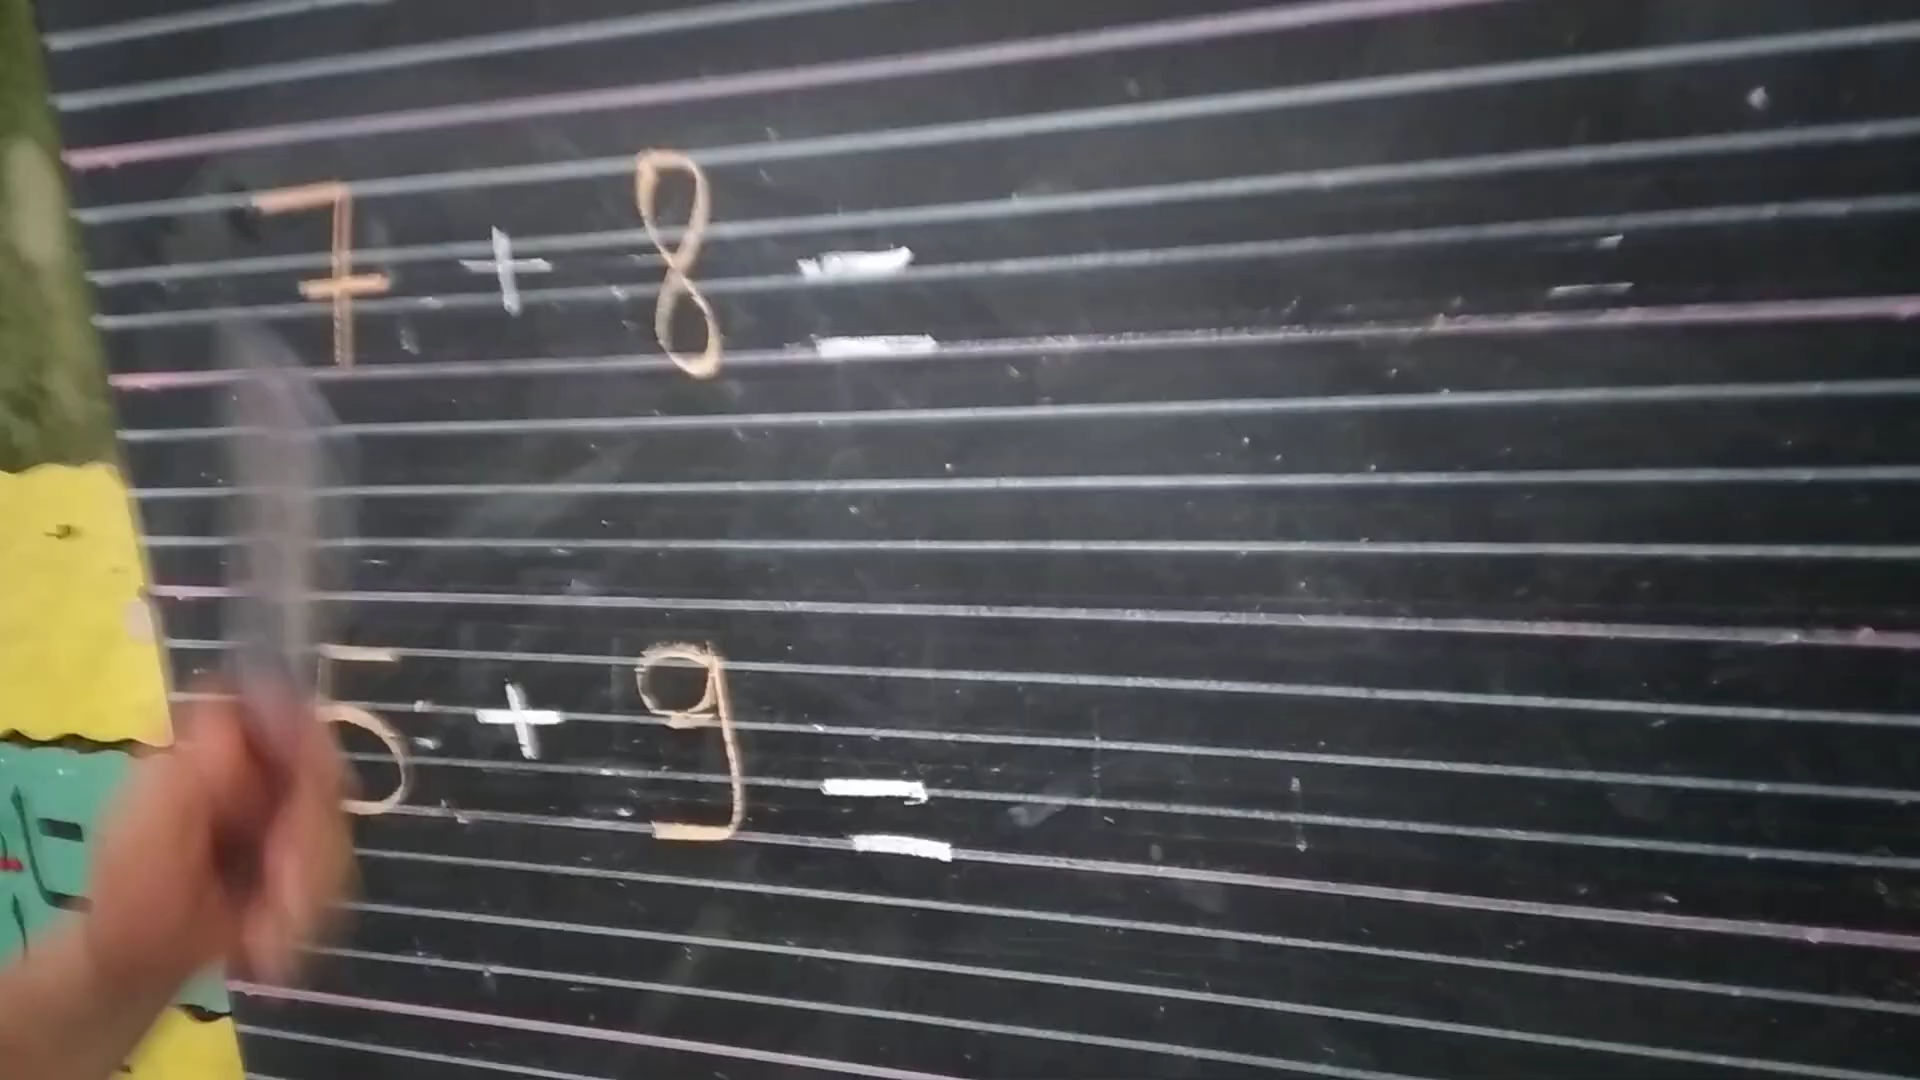 7 + 8 =
5 + 9 =